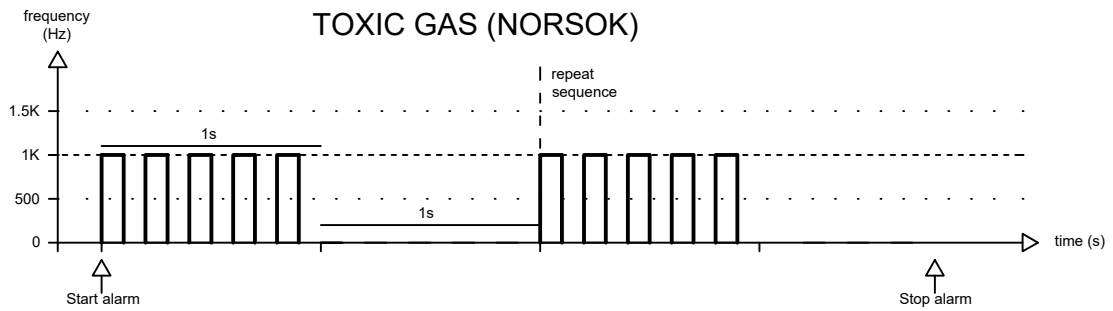 TOXIC GAS (NORSOK)
frequency
(Hz)
repeat
sequence
1.5K
1s
1K
500
1s
0
time (s)
Start alarm
Stop alarm